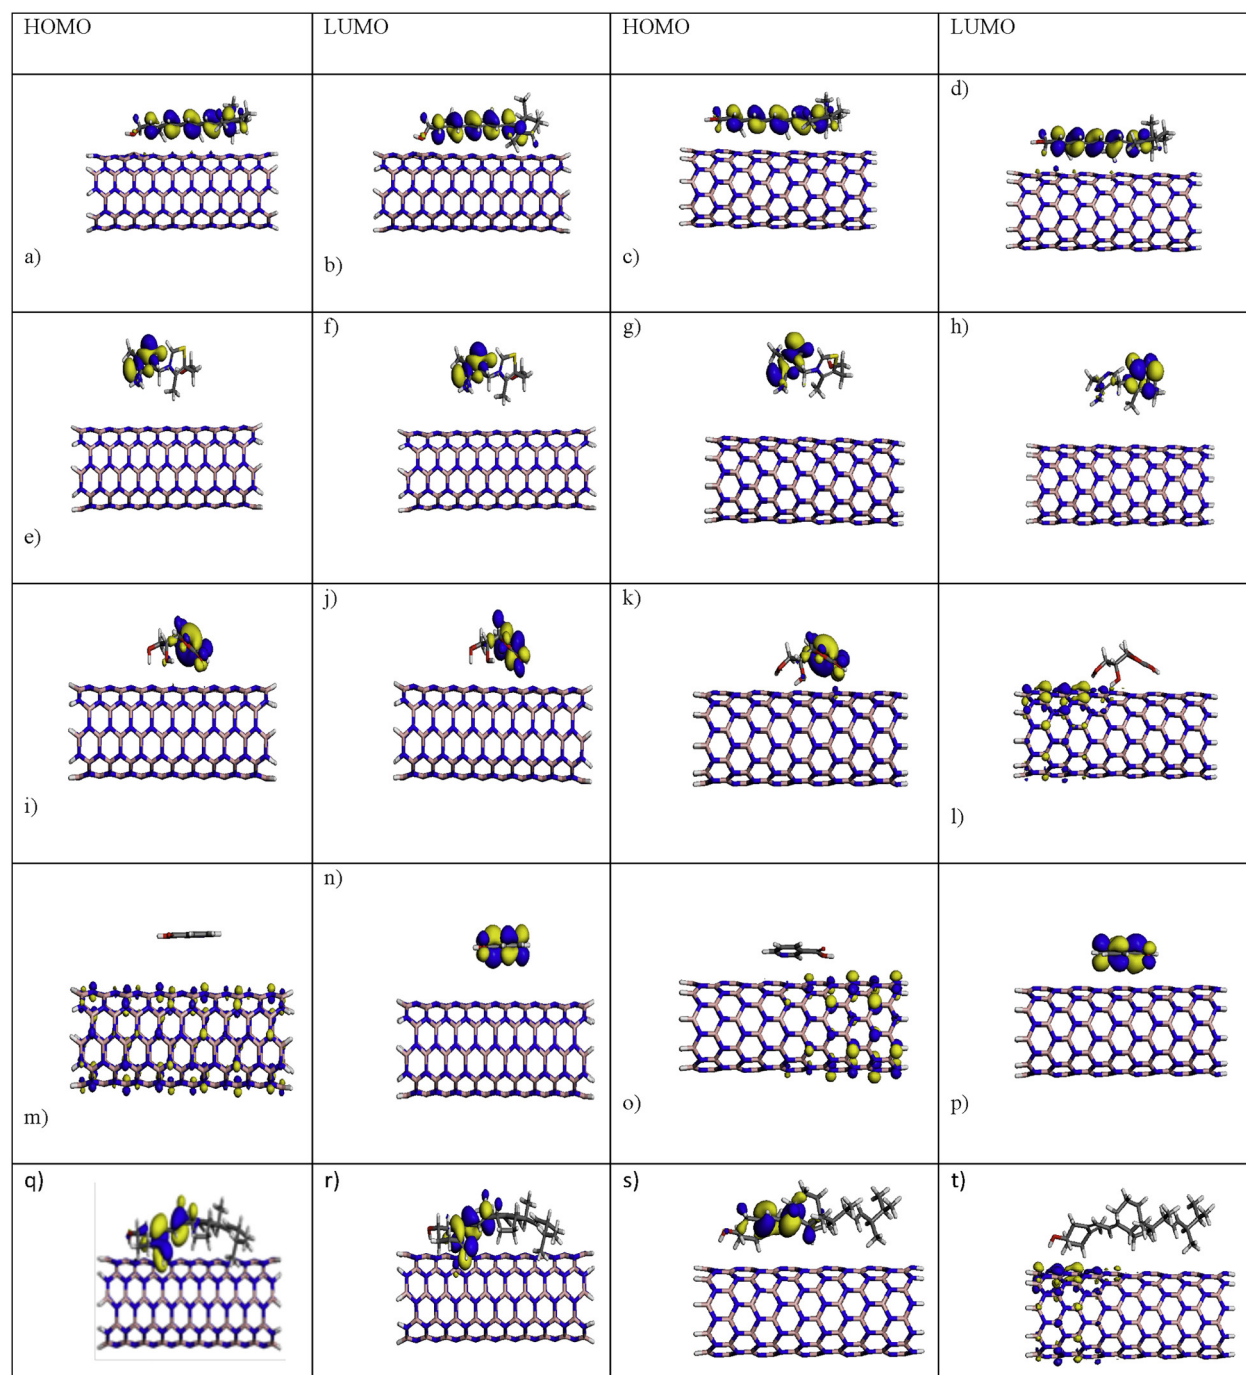 HOMO LUMO HOMO LUMO
a) b) c) d)
e) f) g) h)
i) j) k) l)
m) n) o) p)
q) r) s) t)